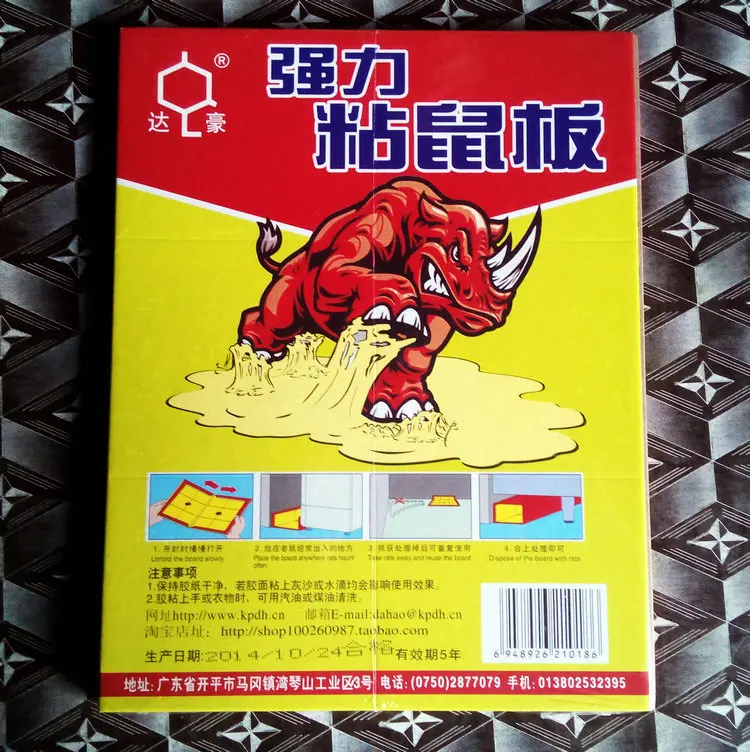 ®
达 豪
强力
粘鼠板
1. 开封时慢慢打开
Unfold the board slowly
2. 放在老鼠经常出入的地方
Place the board anywhere rats haunt
often
3. 抓获处理掉后可重复使用
Take rats away,and reuse the board
4. 合上处理即可
Dispose of the board with rats
注意事项
1.保持胶纸干净,若胶面粘上灰沙或水滴均会影响使用效果。
2.胶粘上手或衣物时,可用汽油或煤油清洗。
网址http://www.kpdh.cn 邮箱E-mail:dahao@kpdh.cn
淘宝店址:http://shop100260987.taobao.com
生产日期:2014/10/24合格 有效期5年
6 948926 210186
地址:广东省开平市马冈镇湾琴山工业区3号 电话:(0750)2877079 手机:013802532395